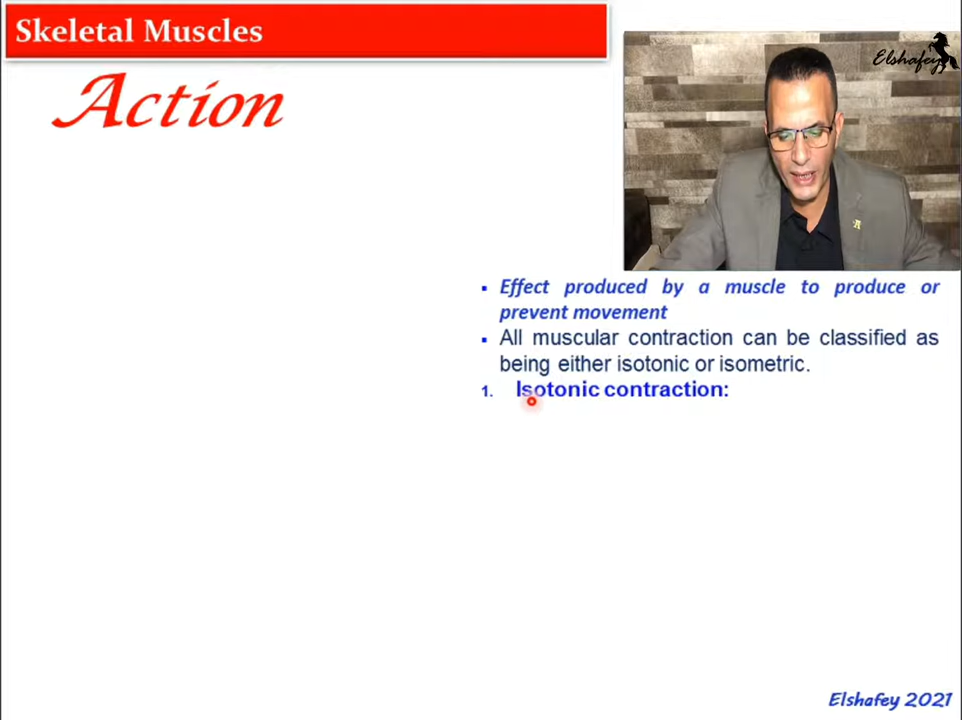 Skeletal Muscles
Action
Elshafey
▪ Effect produced by a muscle to produce or
prevent movement
▪ All muscular contraction can be classified as
being either isotonic or isometric.
1. Isotonic contraction:
Elshafey 2021